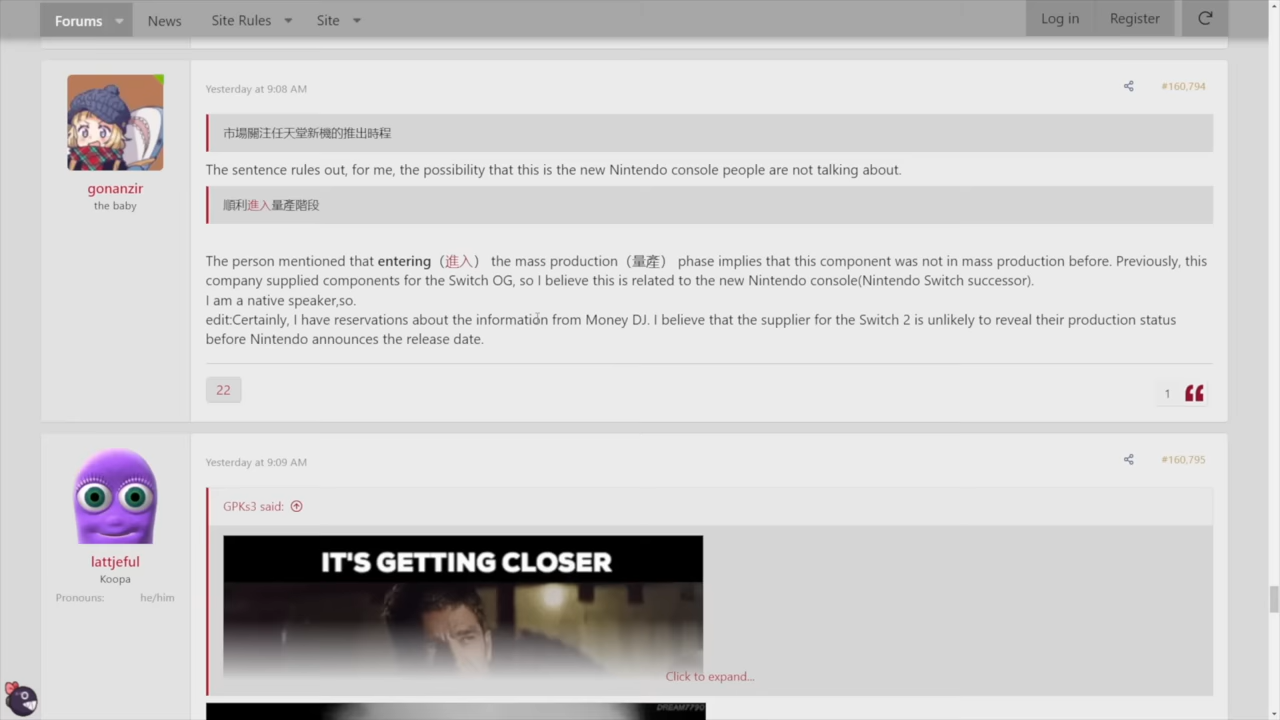 Forums
News
Site Rules
Site
Log in
Register
Yesterday at 9:08 AM
#160,794
市場關注任天堂新機的推出時程
gonanzir
the baby
The sentence rules out, for me, the possibility that this is the new Nintendo console people are not talking about.
順利進入量產階段
The person mentioned that entering（進入） the mass production（量產） phase implies that this component was not in mass production before. Previously, this
company supplied components for the Switch OG, so I believe this is related to the new Nintendo console(Nintendo Switch successor).
I am a native speaker,so.
edit:Certainly, I have reservations about the information from Money DJ. I believe that the supplier for the Switch 2 is unlikely to reveal their production status
before Nintendo announces the release date.
22
1
Yesterday at 9:09 AM
#160,795
lattjeful
Koopa
Pronouns: he/him
GPKs3 said:
IT'S GETTING CLOSER
Click to expand...
DREAM7790